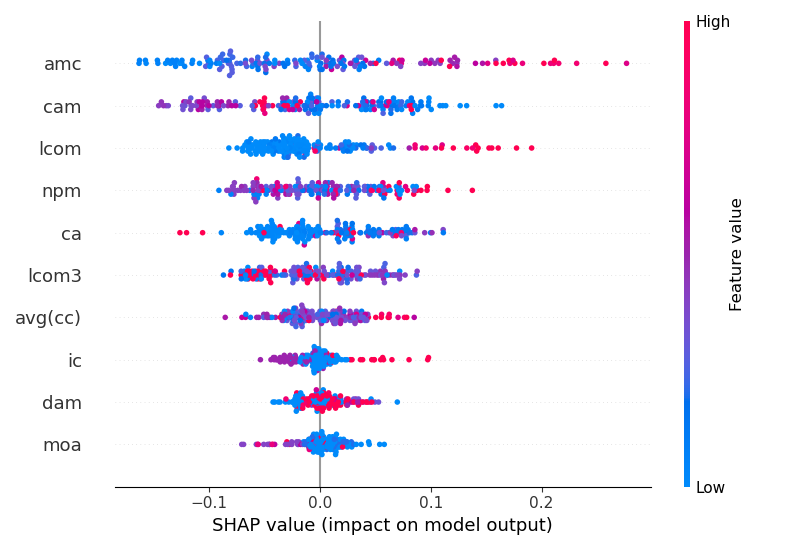 High
amc
cam
lcom
npm
ca
lcom3
avg(cc)
ic
dam
moa
Feature value
Low
−0.1 0.0 0.1 0.2
SHAP value (impact on model output)